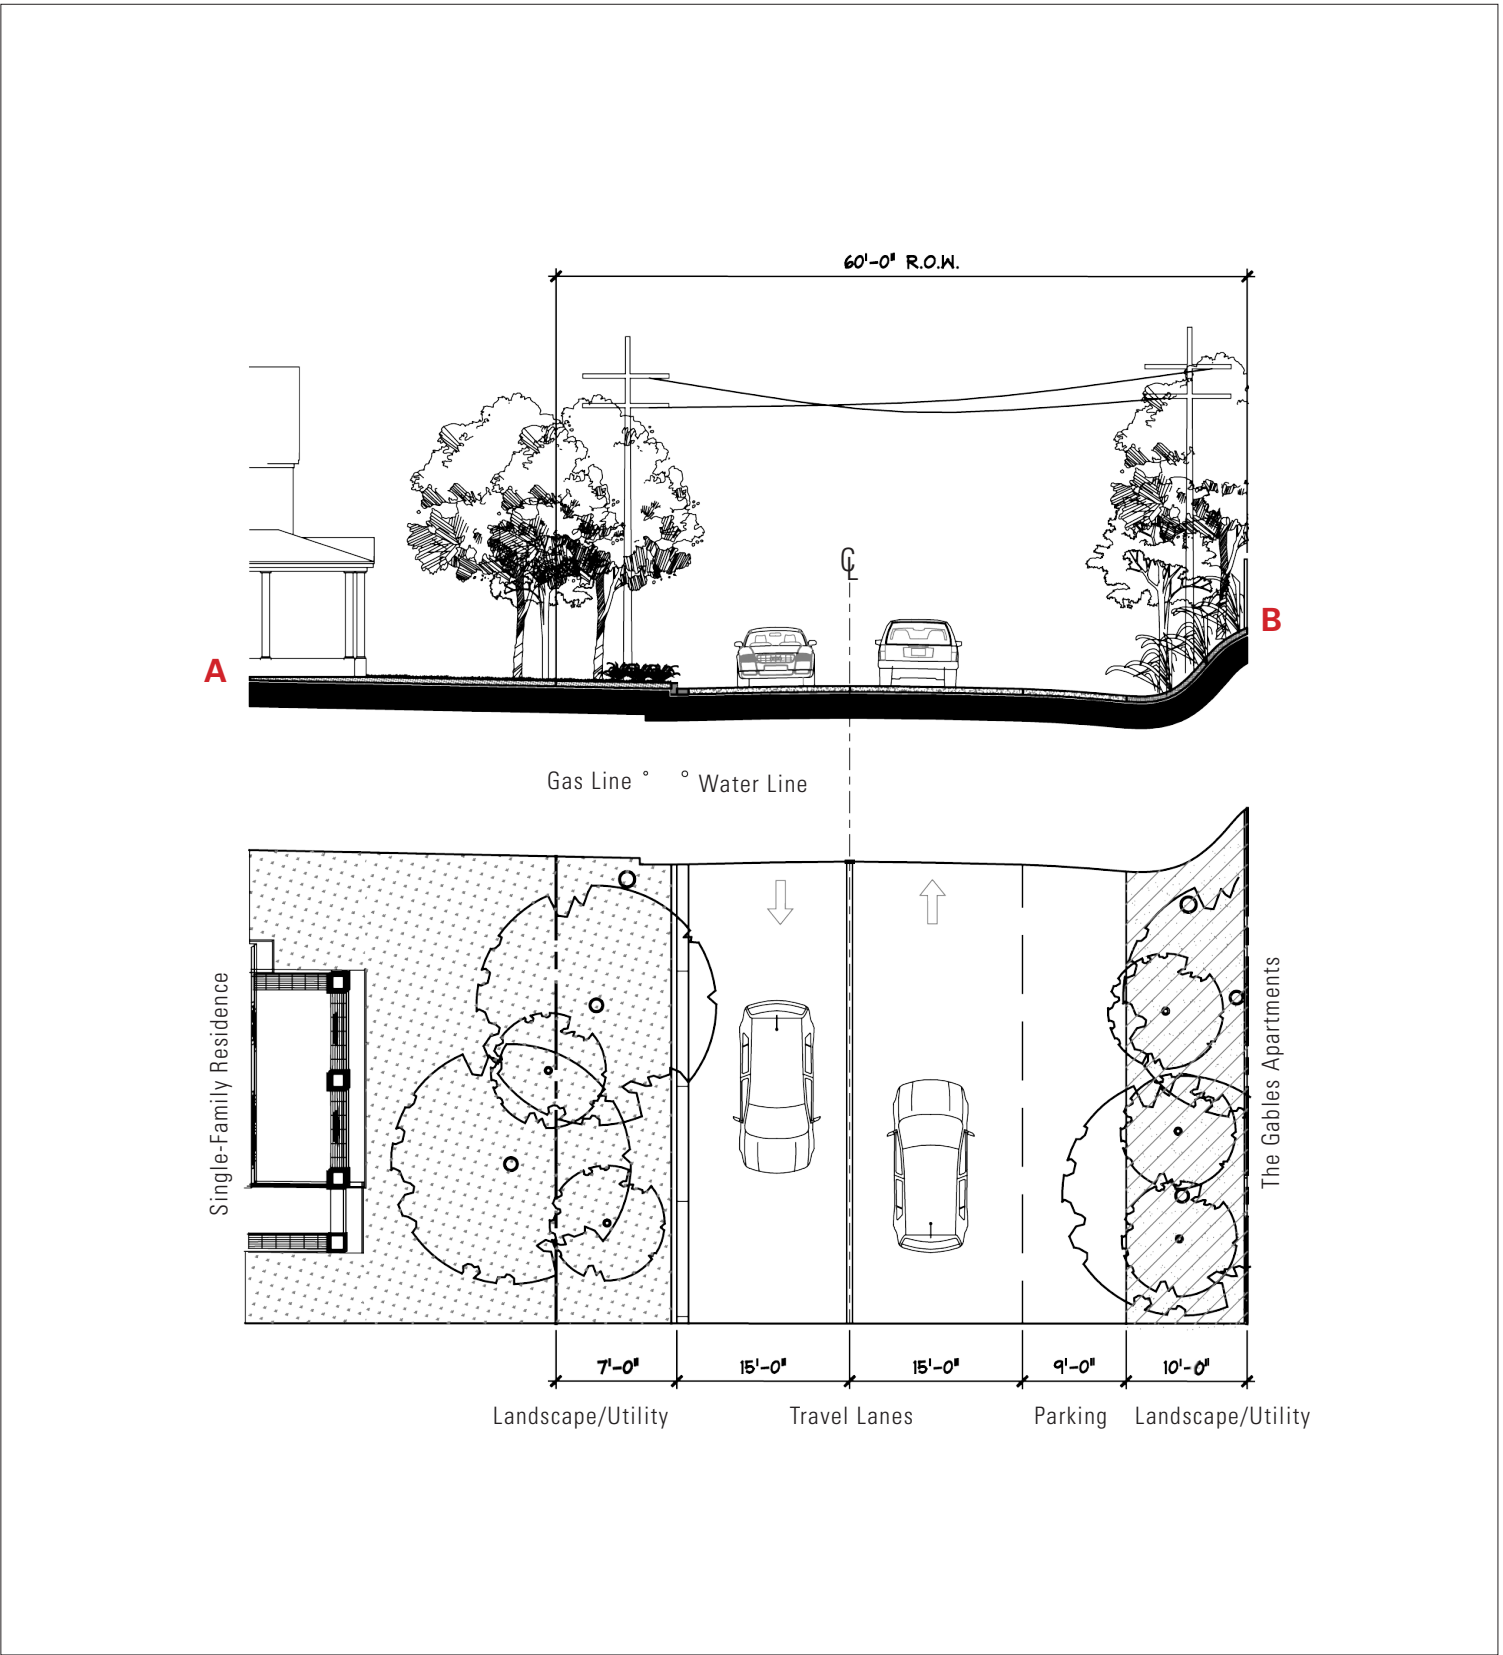 60'-0" R.O.W.
CL
A
B
Gas Line ° ° Water Line
Single-Family Residence
The Gables Apartments
7'-0" 15'-0" 15'-0" 9'-0" 10'-0"
Landscape/Utility Travel Lanes Parking Landscape/Utility